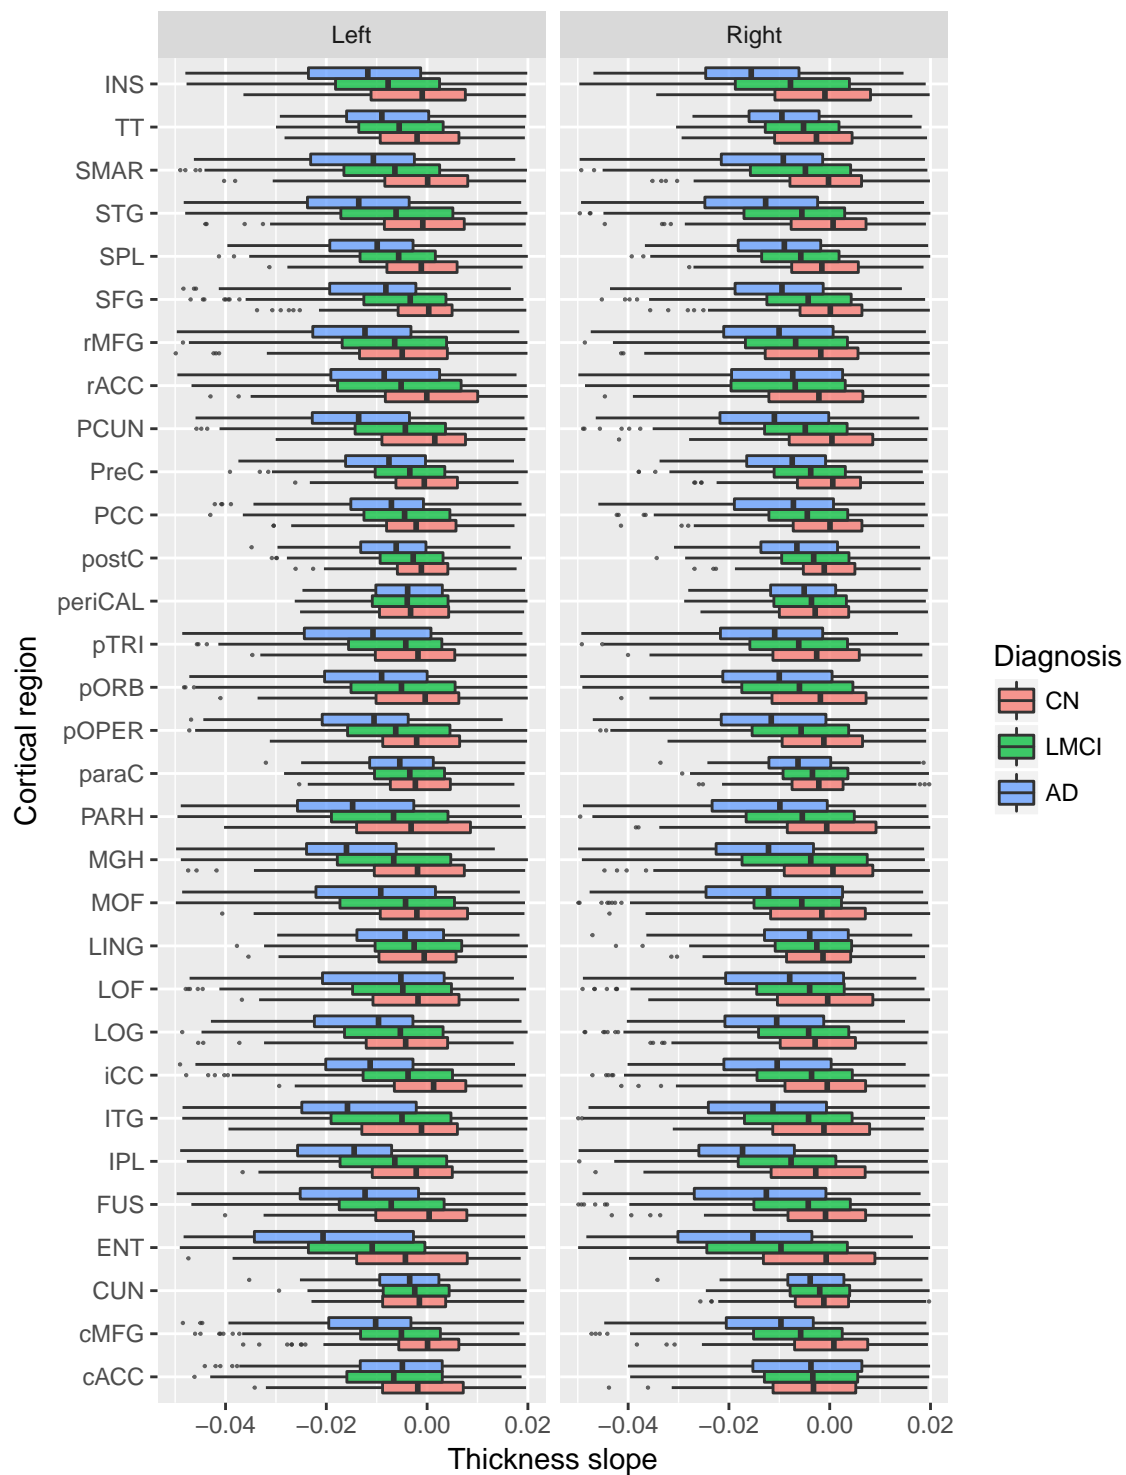 Left
Right
INS
TT
SMAR
STG
SPL
SFG
rMFG
rACC
PCUN
PreC
PCC
postC
periCAL
pTRI
pORB
pOPER
paraC
PARH
MGH
MOF
LING
LOF
LOG
iCC
ITG
IPL
FUS
ENT
CUN
cMFG
cACC
Cortical region
−0.04 −0.02 0.00 0.02
−0.04 −0.02 0.00 0.02
Thickness slope
Diagnosis
CN
LMCI
AD